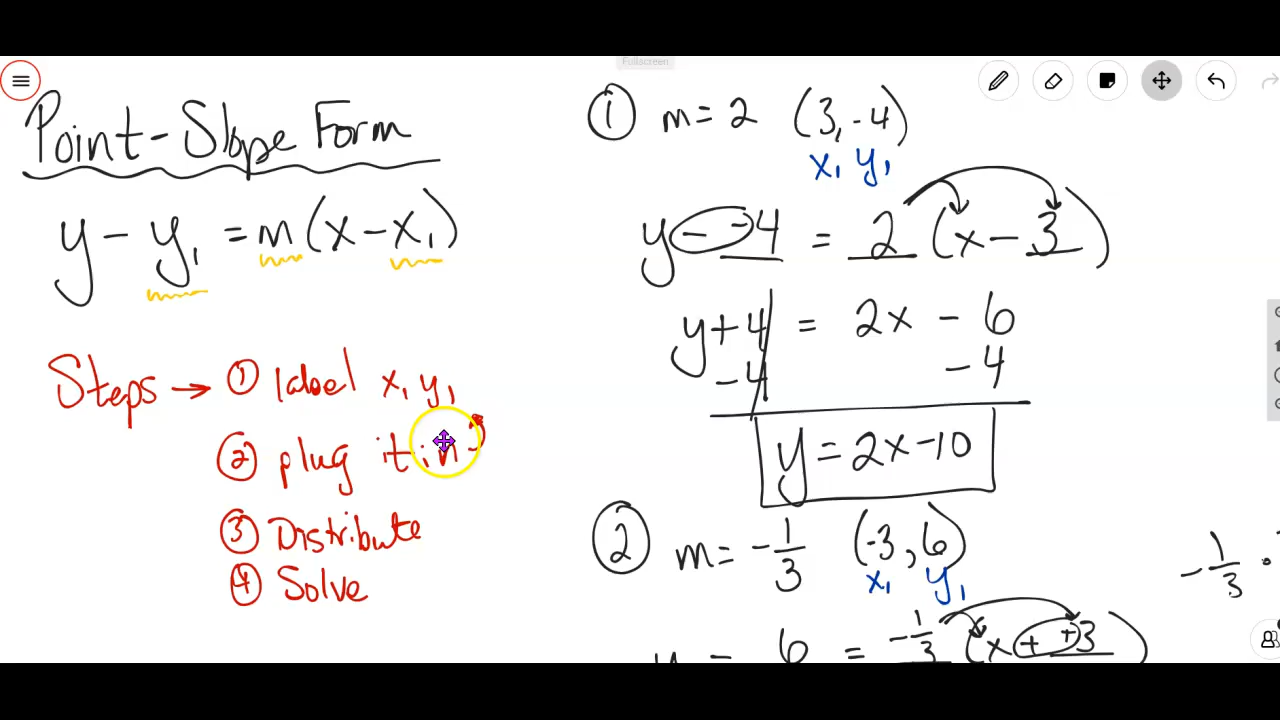 Fullscreen
Point-Slope Form
y - y₁ = m(x - x₁)
Steps → ① label x₁ y₁
② plug it in
③ Distribute
④ Solve
① m = 2 (3, -4)
x₁ y₁
y - -4 = 2 (x - 3)
y + 4 = 2x - 6
-4 - 4
y = 2x - 10
② m = -1/3 (-3, 6)
x₁ y₁
-1/3 ·
y - 6 = -1/3 (x + +3)